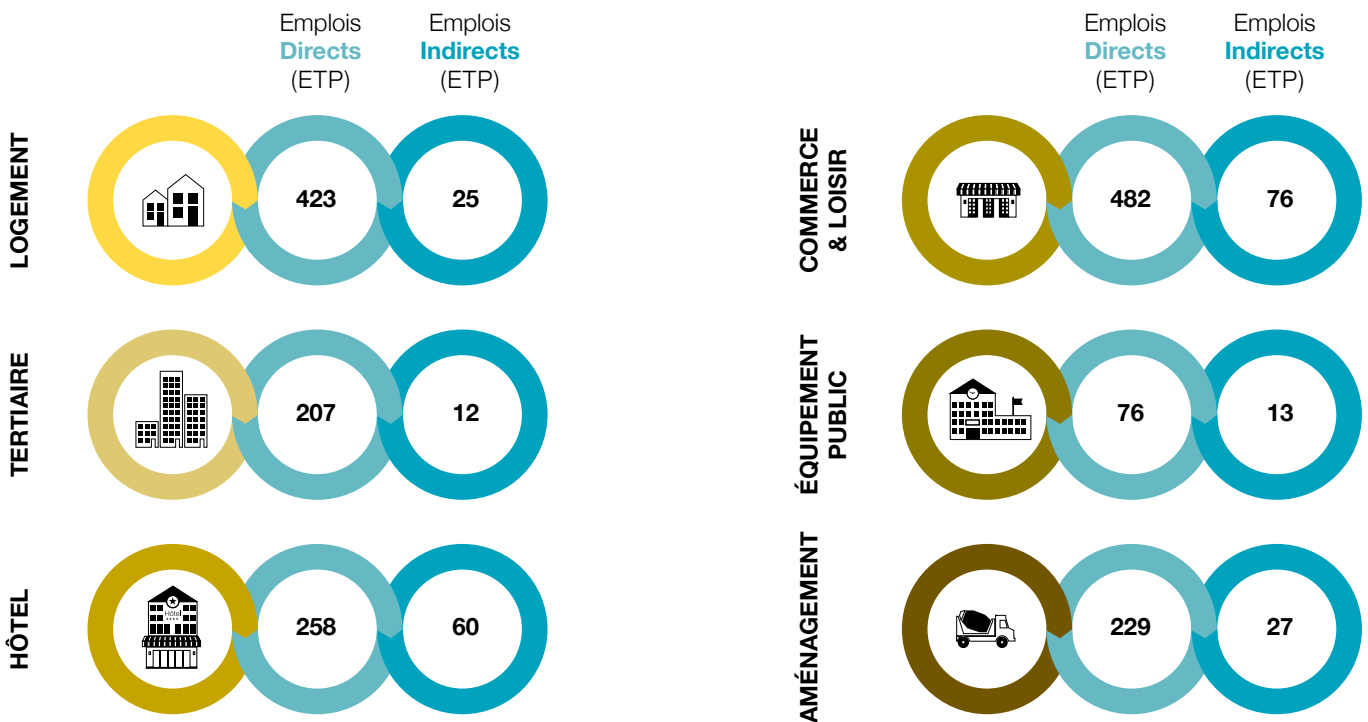 Emplois
Directs
(ETP)
Emplois
Indirects
(ETP)
LOGEMENT
423
25
TERTIAIRE
207
12
HÔTEL
Hôtel
258
60
Emplois
Directs
(ETP)
Emplois
Indirects
(ETP)
COMMERCE
& LOISIR
482
76
ÉQUIPEMENT
PUBLIC
76
13
AMÉNAGEMENT
229
27